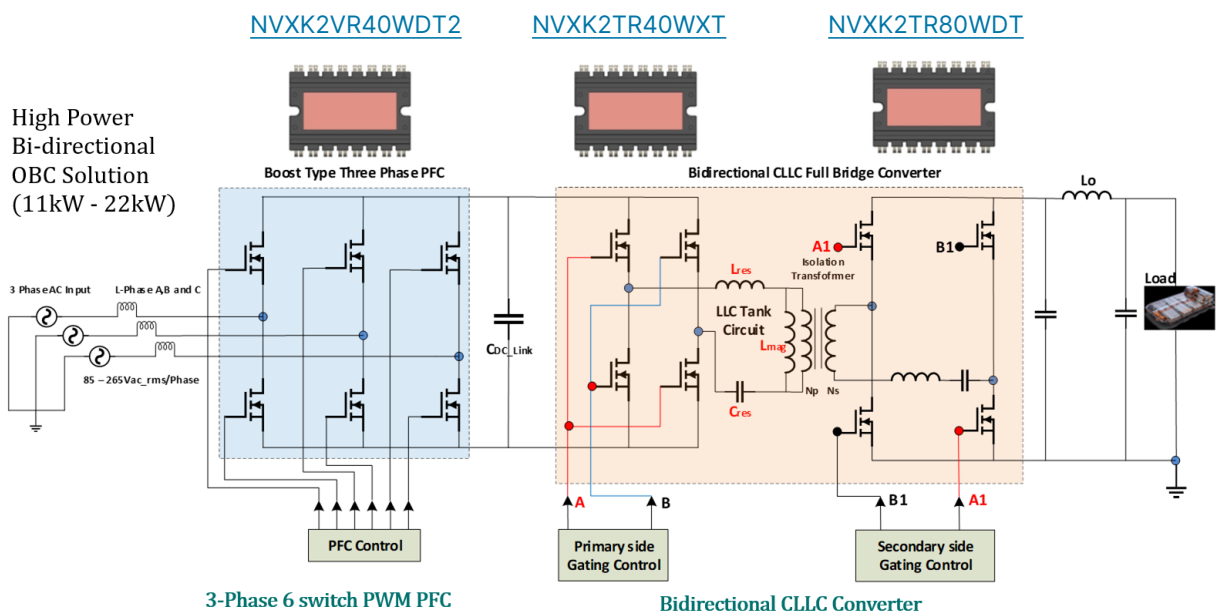 NVXK2VR40WDT2
NVXK2TR40WXT
NVXK2TR80WDT
High Power
Bi-directional
OBC Solution
(11kW - 22kW)
Boost Type Three Phase PFC
Bidirectional CLLC Full Bridge Converter
Lo
A1
B1
Isolation
Transformer
Load
3 Phase AC Input
L-Phase A,B and C
Lres
LLC Tank
Circuit
Lmag
CDC_Link
85 – 265Vac_rms/Phase
Cres
Np
Ns
A
B
B1
A1
PFC Control
Primary side
Gating Control
Secondary side
Gating Control
3-Phase 6 switch PWM PFC
Bidirectional CLLC Converter